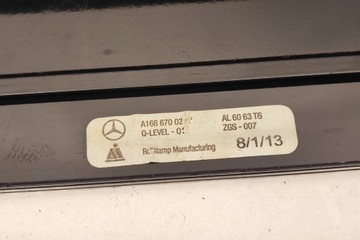 A166 670 02
AL 60 63 T6
Q-LEVEL - 01
ZGS - 007
Manufacturing
8/1/13